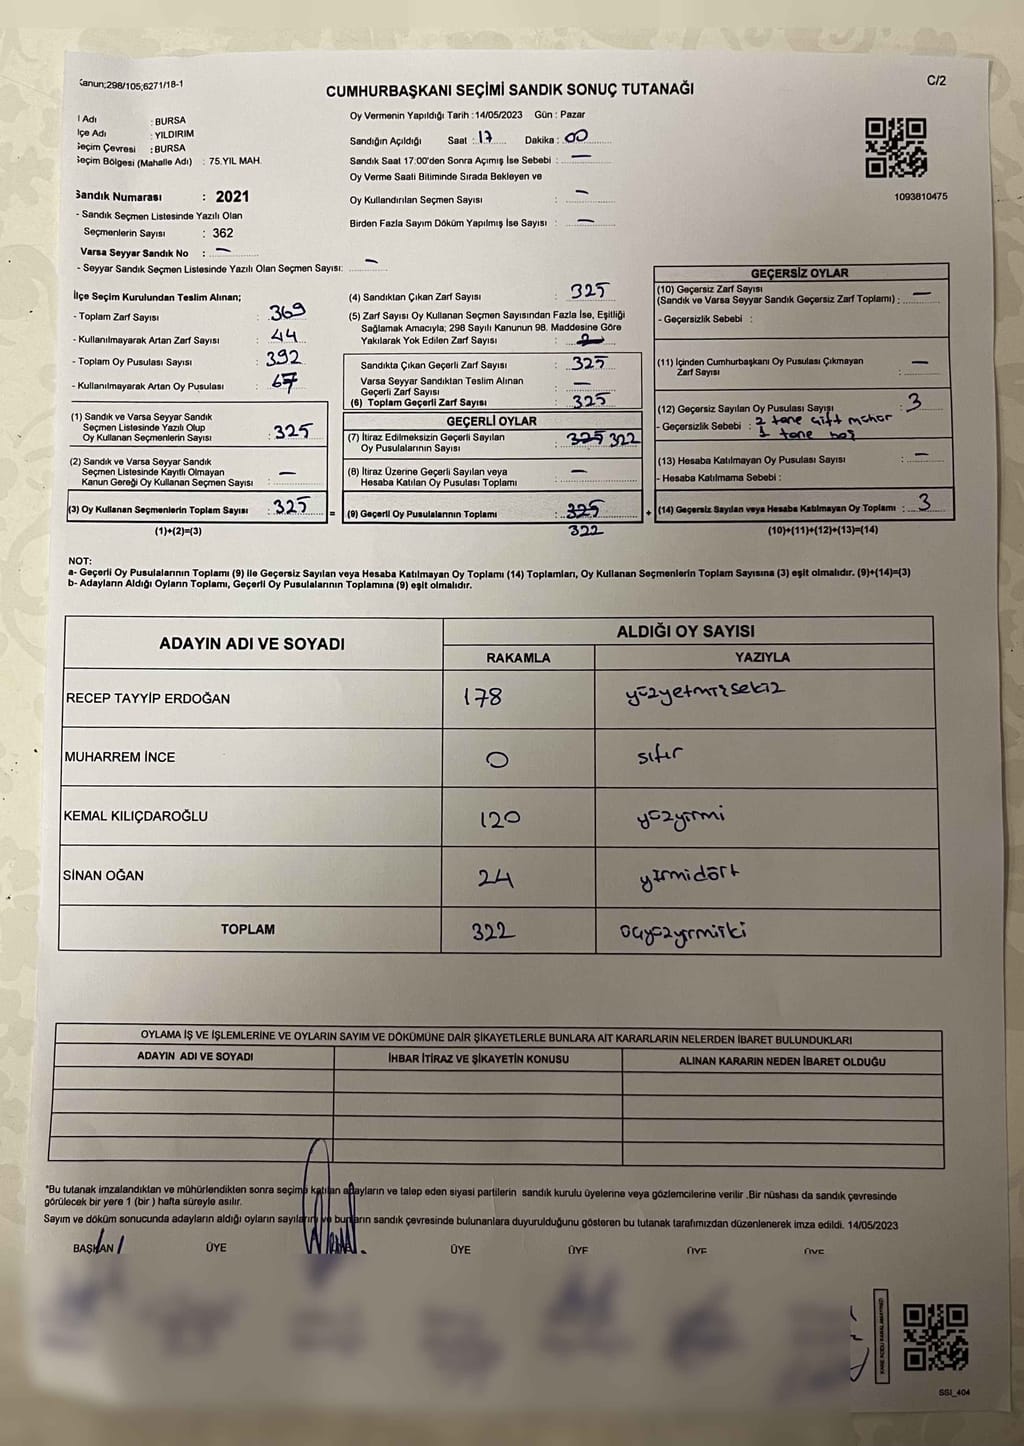 Kanun;298/105;6271/18-1
C/2
CUMHURBAŞKANI SEÇİMİ SANDIK SONUÇ TUTANAĞI
l Adı : BURSA
lçe Adı : YILDIRIM
Seçim Çevresi : BURSA
Seçim Bölgesi (Mahalle Adı) : 75.YIL MAH.
Sandık Numarası : 2021
- Sandık Seçmen Listesinde Yazılı Olan
Seçmenlerin Sayısı : 362
Varsa Seyyar Sandık No : —
- Seyyar Sandık Seçmen Listesinde Yazılı Olan Seçmen Sayısı: —
Oy Vermenin Yapıldığı Tarih : 14/05/2023 Gün : Pazar
Sandığın Açıldığı Saat : 17 Dakika : 00
Sandık Saat 17:00'den Sonra Açımış İse Sebebi : —
Oy Verme Saati Bitiminde Sırada Bekleyen ve
Oy Kullandırılan Seçmen Sayısı : —
Birden Fazla Sayım Döküm Yapılmış İse Sayısı : —
1093810475
İlçe Seçim Kurulundan Teslim Alınan;
- Toplam Zarf Sayısı : 369
- Kullanılmayarak Artan Zarf Sayısı : 44
- Toplam Oy Pusulası Sayısı : 392
- Kullanılmayarak Artan Oy Pusulası : 67
(1) Sandık ve Varsa Seyyar Sandık
Seçmen Listesinde Yazılı Olup
Oy Kullanan Seçmenlerin Sayısı : 325
(2) Sandık ve Varsa Seyyar Sandık
Seçmen Listesinde Kayıtlı Olmayan
Kanun Gereği Oy Kullanan Seçmen Sayısı : —
(3) Oy Kullanan Seçmenlerin Toplam Sayısı : 325
(1)+(2)=(3)
(4) Sandıktan Çıkan Zarf Sayısı : 325
(5) Zarf Sayısı Oy Kullanan Seçmen Sayısından Fazla İse, Eşitliği
Sağlamak Amacıyla; 298 Sayılı Kanunun 98. Maddesine Göre
Yakılarak Yok Edilen Zarf Sayısı :
Sandıkta Çıkan Geçerli Zarf Sayısı : 325
Varsa Seyyar Sandıktan Teslim Alınan
Geçerli Zarf Sayısı : —
(6) Toplam Geçerli Zarf Sayısı : 325
GEÇERLİ OYLAR
(7) İtiraz Edilmeksizin Geçerli Sayılan
Oy Pusulalarının Sayısı : 325 322
(8) İtiraz Üzerine Geçerli Sayılan veya
Hesaba Katılan Oy Pusulası Toplamı : —
= (9) Geçerli Oy Pusulalarının Toplamı : 325
322
GEÇERSİZ OYLAR
(10) Geçersiz Zarf Sayısı
(Sandık ve Varsa Seyyar Sandık Geçersiz Zarf Toplamı) : —
- Geçersizlik Sebebi :
(11) İçinden Cumhurbaşkanı Oy Pusulası Çıkmayan
Zarf Sayısı : —
(12) Geçersiz Sayılan Oy Pusulası Sayısı : 3
- Geçersizlik Sebebi : 2 tane çift mühür
1 tane boş
(13) Hesaba Katılmayan Oy Pusulası Sayısı : —
- Hesaba Katılmama Sebebi :
+ (14) Geçersiz Sayılan veya Hesaba Katılmayan Oy Toplamı : 3
(10)+(11)+(12)+(13)=(14)
NOT:
a- Geçerli Oy Pusulalarının Toplamı (9) ile Geçersiz Sayılan veya Hesaba Katılmayan Oy Toplamı (14) Toplamları, Oy Kullanan Seçmenlerin Toplam Sayısına (3) eşit olmalıdır. (9)+(14)=(3)
b- Adayların Aldığı Oyların Toplamı, Geçerli Oy Pusulalarının Toplamına (9) eşit olmalıdır.
ADAYIN ADI VE SOYADI
ALDIĞI OY SAYISI
RAKAMLA YAZIYLA
RECEP TAYYİP ERDOĞAN 178 yüzyetmişsekiz
MUHARREM İNCE 0 sıfır
KEMAL KILIÇDAROĞLU 120 yüzyirmi
SİNAN OĞAN 24 yirmidört
TOPLAM 322 üçyüzyirmiiki
OYLAMA İŞ VE İŞLEMLERİNE VE OYLARIN SAYIM VE DÖKÜMÜNE DAİR ŞİKAYETLERLE BUNLARA AİT KARARLARIN NELERDEN İBARET BULUNDUKLARI
ADAYIN ADI VE SOYADI İHBAR İTİRAZ VE ŞİKAYETİN KONUSU ALINAN KARARIN NEDEN İBARET OLDUĞU
*Bu tutanak imzalandıktan ve mühürlendikten sonra seçime katılan adayların ve talep eden siyasi partilerin sandık kurulu üyelerine veya gözlemcilerine verilir .Bir nüshası da sandık çevresinde
görülecek bir yere 1 (bir ) hafta süreyle asılır.
Sayım ve döküm sonucunda adayların aldığı oyların sayılarını ve bunların sandık çevresinde bulunanlara duyurulduğunu gösteren bu tutanak tarafımızdan düzenlenerek imza edildi. 14/05/2023
BAŞKAN ÜYE ÜYE ÜYE ÜYE ÜYE
SSI_404